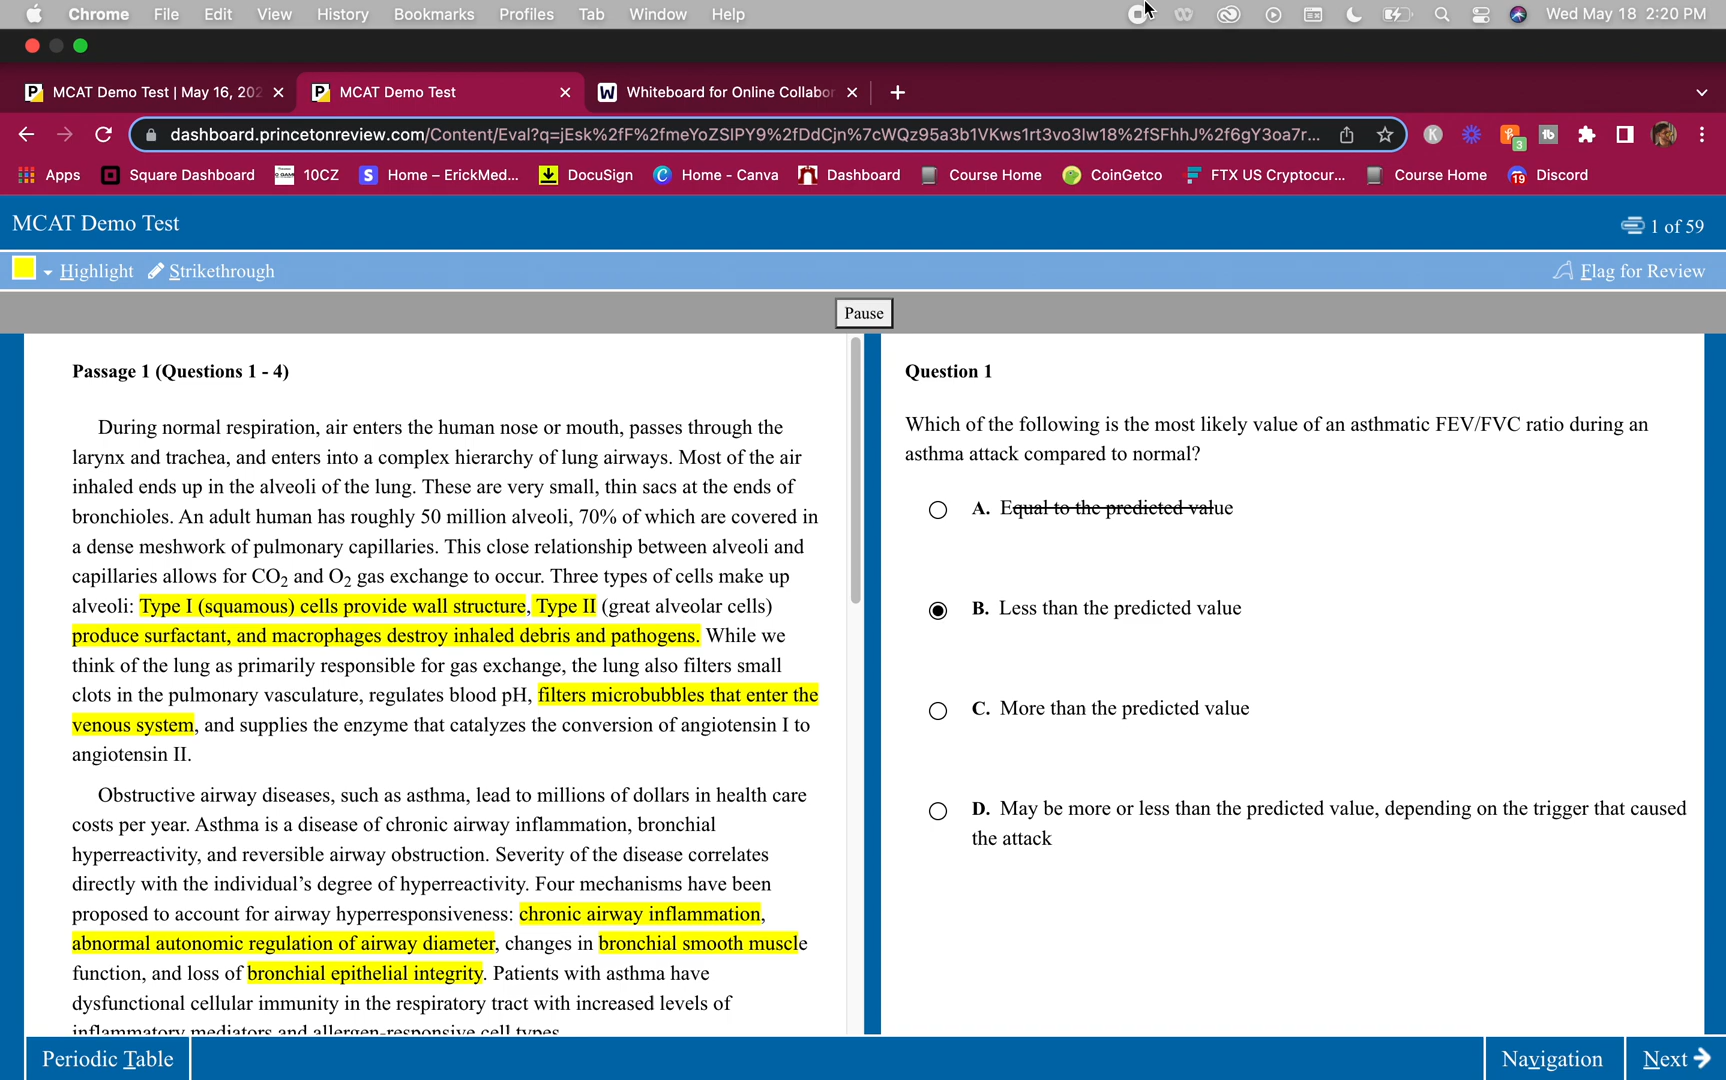 Chrome File Edit View History Bookmarks Profiles Tab Window Help Wed May 18 2:20 PM
MCAT Demo Test | May 16, 202 MCAT Demo Test Whiteboard for Online Collabor
dashboard.princetonreview.com/Content/Eval?q=jEsk%2fF%2fmeYoZSIPY9%2fDdCjn%7cWQz95a3b1VKws1rt3vo3Iw18%2fSFhhJ%2f6gY3oa7r...
Apps Square Dashboard 10CZ Home – ErickMed... DocuSign Home - Canva Dashboard Course Home CoinGetco FTX US Cryptocur... Course Home Discord
MCAT Demo Test 1 of 59
Highlight Strikethrough Flag for Review
Pause
Passage 1 (Questions 1 - 4)
During normal respiration, air enters the human nose or mouth, passes through the
larynx and trachea, and enters into a complex hierarchy of lung airways. Most of the air
inhaled ends up in the alveoli of the lung. These are very small, thin sacs at the ends of
bronchioles. An adult human has roughly 50 million alveoli, 70% of which are covered in
a dense meshwork of pulmonary capillaries. This close relationship between alveoli and
capillaries allows for CO2 and O2 gas exchange to occur. Three types of cells make up
alveoli: Type I (squamous) cells provide wall structure, Type II (great alveolar cells)
produce surfactant, and macrophages destroy inhaled debris and pathogens. While we
think of the lung as primarily responsible for gas exchange, the lung also filters small
clots in the pulmonary vasculature, regulates blood pH, filters microbubbles that enter the
venous system, and supplies the enzyme that catalyzes the conversion of angiotensin I to
angiotensin II.
Obstructive airway diseases, such as asthma, lead to millions of dollars in health care
costs per year. Asthma is a disease of chronic airway inflammation, bronchial
hyperreactivity, and reversible airway obstruction. Severity of the disease correlates
directly with the individual's degree of hyperreactivity. Four mechanisms have been
proposed to account for airway hyperresponsiveness: chronic airway inflammation,
abnormal autonomic regulation of airway diameter, changes in bronchial smooth muscle
function, and loss of bronchial epithelial integrity. Patients with asthma have
dysfunctional cellular immunity in the respiratory tract with increased levels of
inflammatory mediators and allergen-responsive cell types.
Question 1
Which of the following is the most likely value of an asthmatic FEV/FVC ratio during an
asthma attack compared to normal?
A. Equal to the predicted value
B. Less than the predicted value
C. More than the predicted value
D. May be more or less than the predicted value, depending on the trigger that caused
the attack
Periodic Table Navigation Next